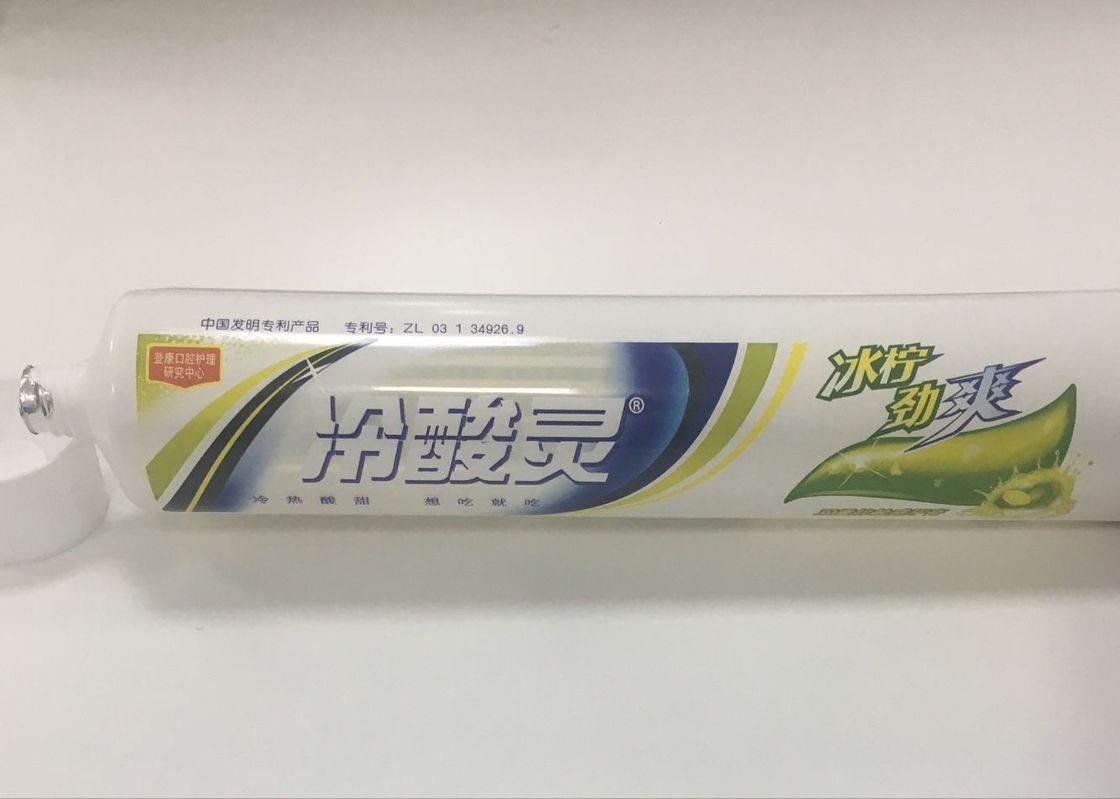 中国发明专利产品 专利号：ZL 03 1 34926.9
登康口腔护理
研究中心
冷酸灵®
冷热酸甜 想吃就吃
冰柠
劲爽